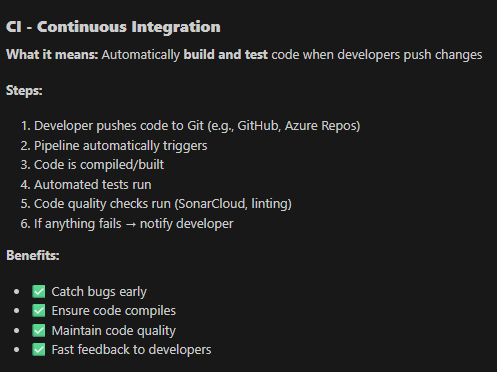 CI - Continuous Integration
What it means: Automatically build and test code when developers push changes
Steps:
1. Developer pushes code to Git (e.g., GitHub, Azure Repos)
2. Pipeline automatically triggers
3. Code is compiled/built
4. Automated tests run
5. Code quality checks run (SonarCloud, linting)
6. If anything fails → notify developer
Benefits:
• ✅ Catch bugs early
• ✅ Ensure code compiles
• ✅ Maintain code quality
• ✅ Fast feedback to developers